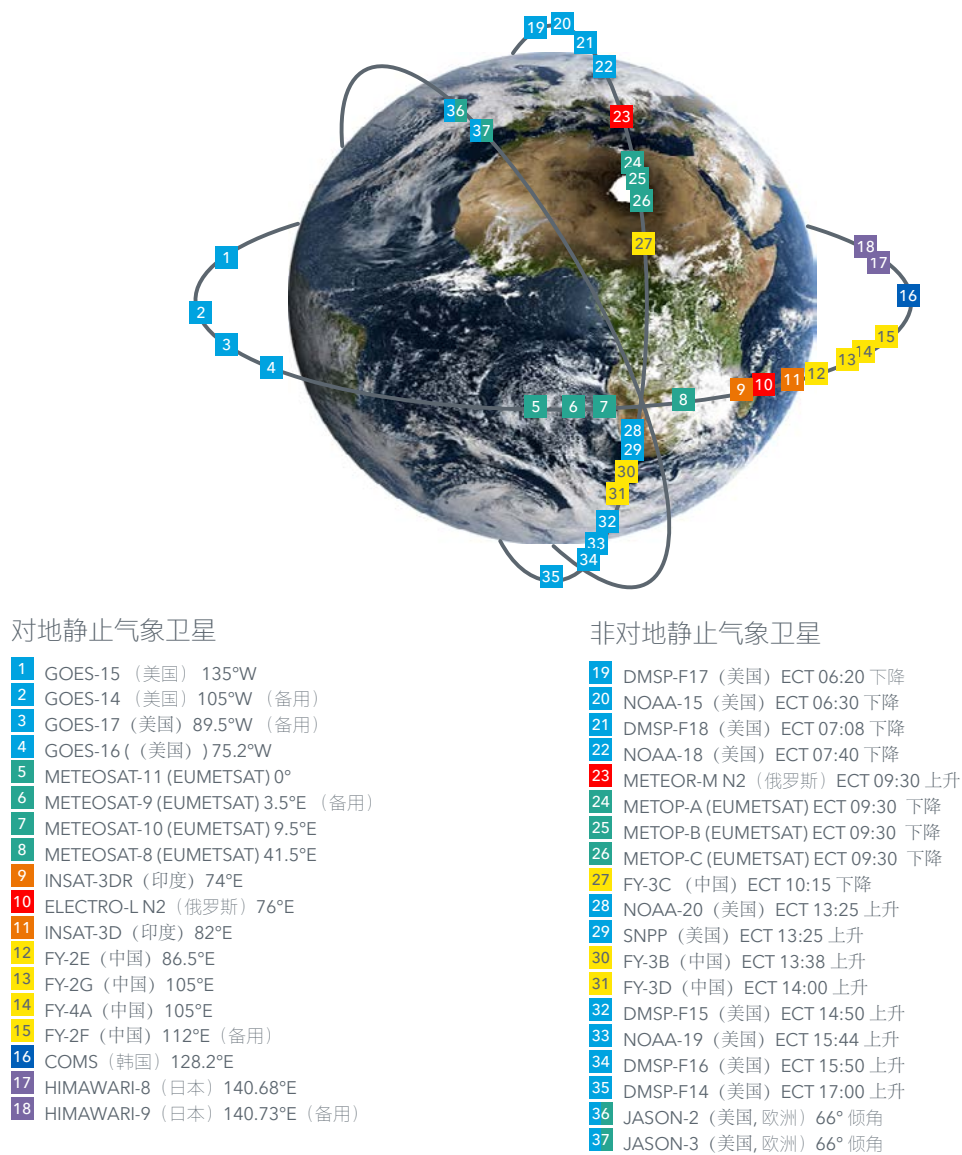 19
20
21
22
36
23
37
24
25
26
27
18
1
17
16
2
15
3
14
13
4
12
11
10
9
8
5
6
7
28
29
30
31
32
33
34
35
对地静止气象卫星
1 GOES-15 （美国） 135°W
2 GOES-14 （美国） 105°W （备用）
3 GOES-17（美国）89.5°W （备用）
4 GOES-16 (（美国）) 75.2°W
5 METEOSAT-11 (EUMETSAT) 0°
6 METEOSAT-9 (EUMETSAT) 3.5°E （备用）
7 METEOSAT-10 (EUMETSAT) 9.5°E
8 METEOSAT-8 (EUMETSAT) 41.5°E
9 INSAT-3DR（印度）74°E
10 ELECTRO-L N2（俄罗斯）76°E
11 INSAT-3D（印度）82°E
12 FY-2E（中国）86.5°E
13 FY-2G（中国）105°E
14 FY-4A（中国）105°E
15 FY-2F（中国）112°E（备用）
16 COMS（韩国）128.2°E
17 HIMAWARI-8（日本）140.68°E
18 HIMAWARI-9（日本）140.73°E（备用）
非对地静止气象卫星
19 DMSP-F17（美国）ECT 06:20 下降
20 NOAA-15（美国）ECT 06:30 下降
21 DMSP-F18（美国）ECT 07:08 下降
22 NOAA-18（美国）ECT 07:40 下降
23 METEOR-M N2（俄罗斯）ECT 09:30 上升
24 METOP-A (EUMETSAT) ECT 09:30 下降
25 METOP-B (EUMETSAT) ECT 09:30 下降
26 METOP-C (EUMETSAT) ECT 09:30 下降
27 FY-3C （中国）ECT 10:15 下降
28 NOAA-20（美国）ECT 13:25 上升
29 SNPP（美国）ECT 13:25 上升
30 FY-3B（中国）ECT 13:38 上升
31 FY-3D（中国）ECT 14:00 上升
32 DMSP-F15（美国）ECT 14:50 上升
33 NOAA-19（美国）ECT 15:44 上升
34 DMSP-F16（美国）ECT 15:50 上升
35 DMSP-F14（美国）ECT 17:00 上升
36 JASON-2（美国, 欧洲）66° 倾角
37 JASON-3（美国, 欧洲）66° 倾角